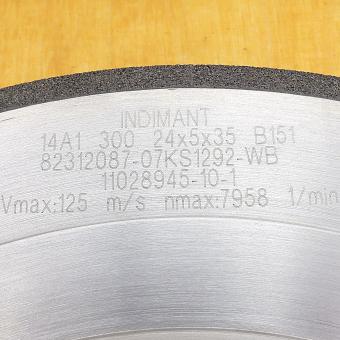 INDIMANT
14A1 300 24x5x35 B151
82312087-07KS1292-WB
11028945-10-1
Vmax:125 m/s nmax:7958 1/min